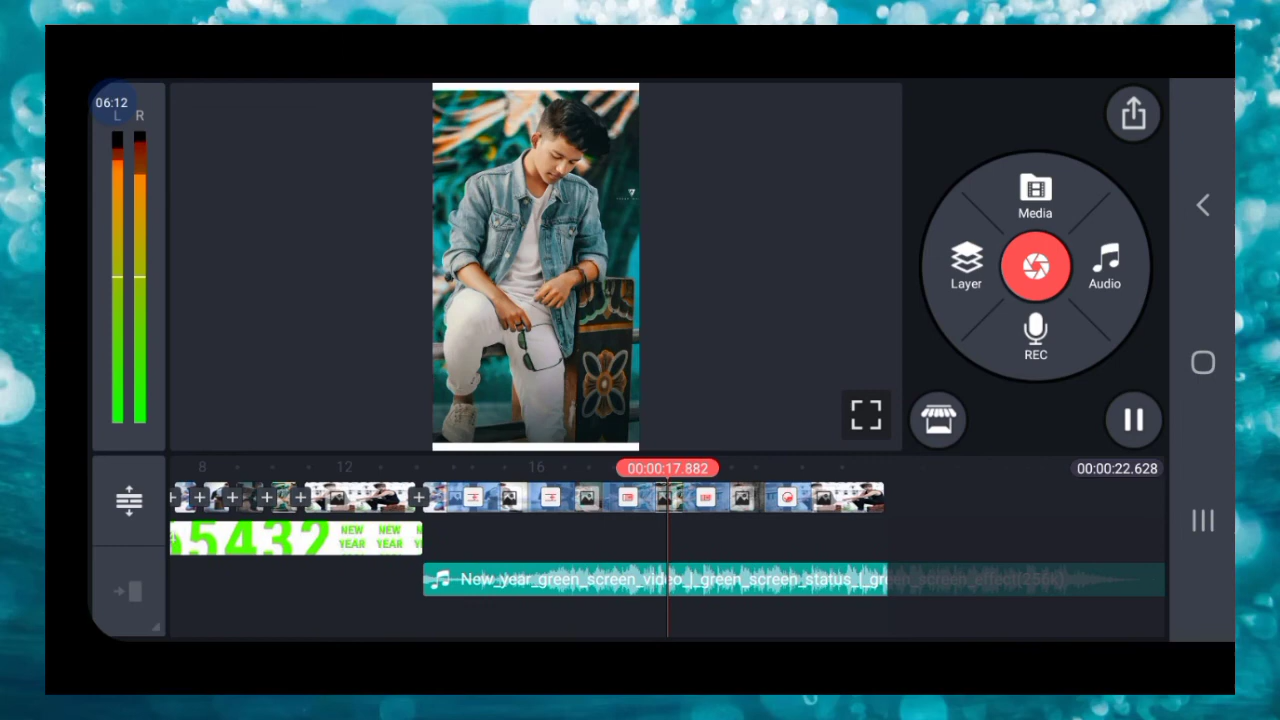 06:12
L R
Media
Layer
Audio
REC
8 12 16
00:00:17.882
00:00:22.628
5432
NEW NEW
YEAR YEAR
New_year_green_screen_video_|_green_screen_status_|_green_screen_effect(256k)